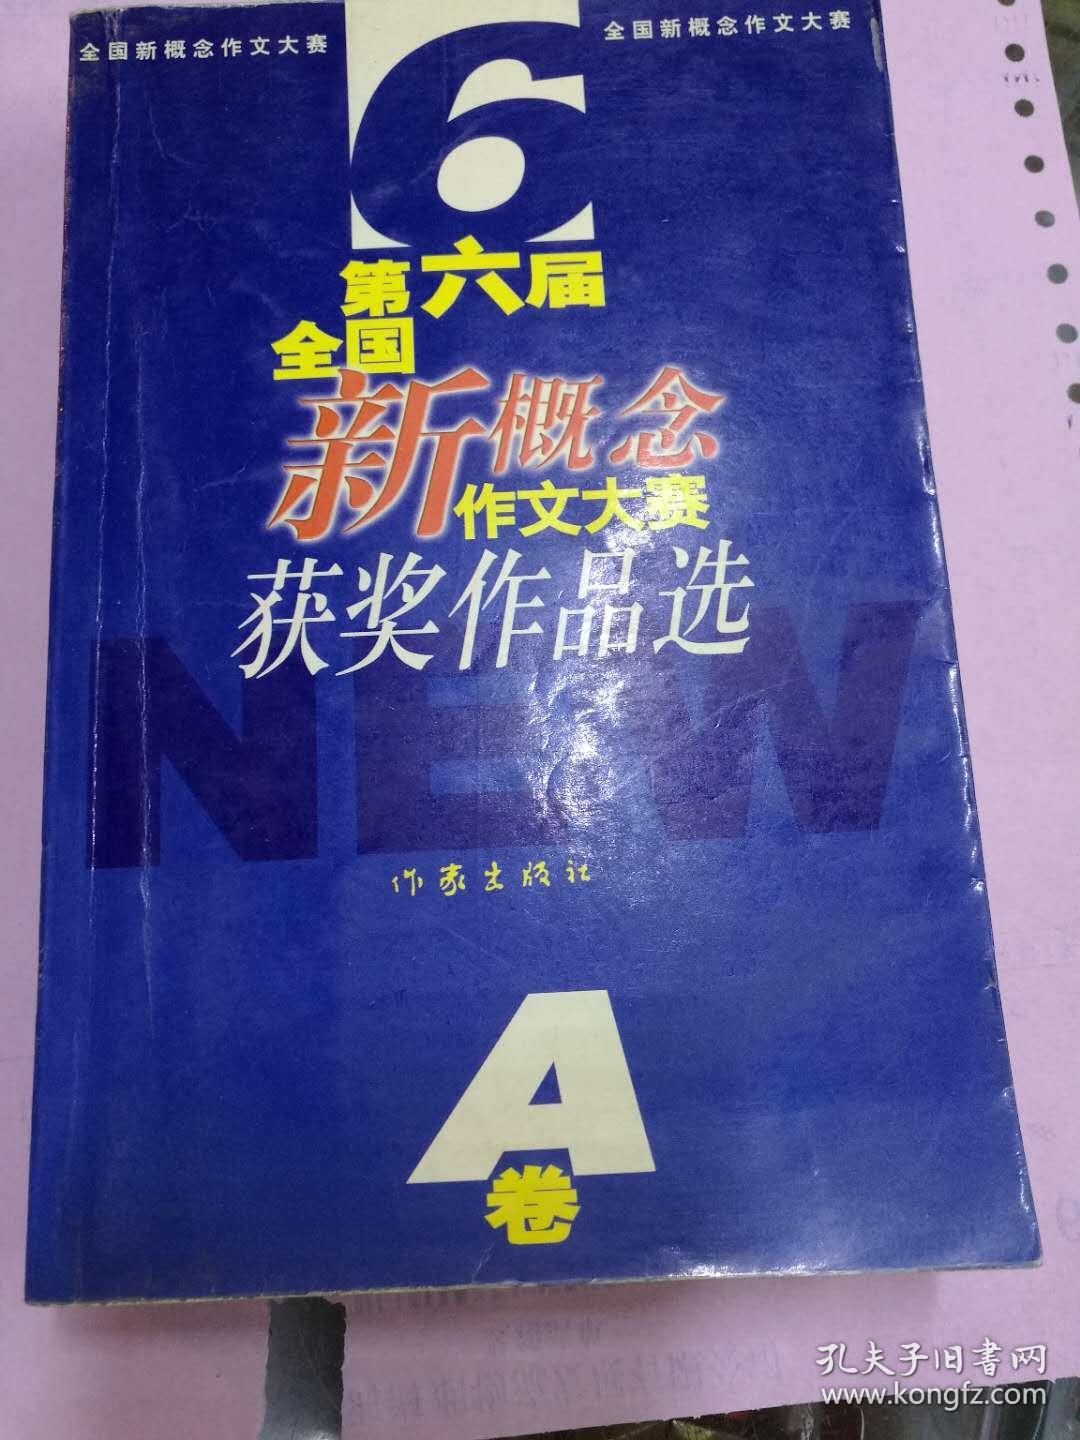 全国新概念作文大赛
全国新概念作文大赛
6
第六届
全国
新概念
作文大赛
获奖作品选
NEW
作家出版社
A
卷
孔夫子旧书网
www.kongfz.com